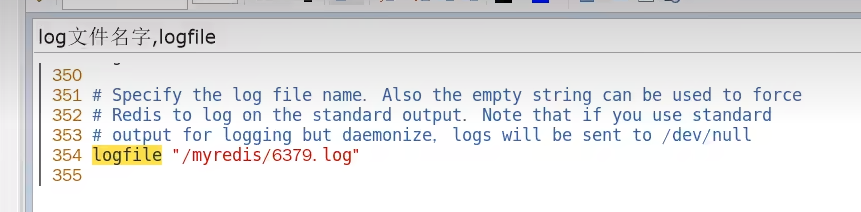 log文件名字,logfile
350
351 # Specify the log file name. Also the empty string can be used to force
352 # Redis to log on the standard output. Note that if you use standard
353 # output for logging but daemonize, logs will be sent to /dev/null
354 logfile "/myredis/6379.log"
355